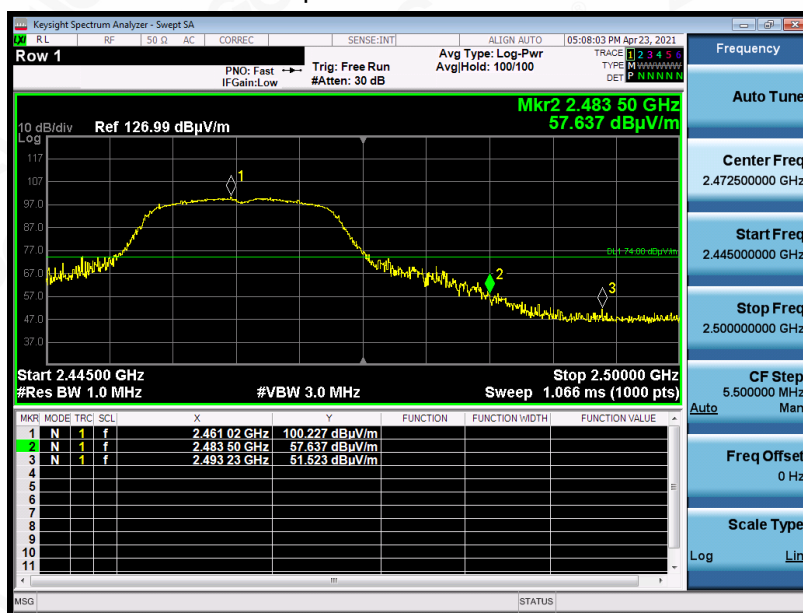 Keysight Spectrum Analyzer - Swept SA
LXI RL RF 50 Ω AC CORREC SENSE:INT ALIGN AUTO 05:08:03 PM Apr 23, 2021
Row 1
PNO: Fast
IFGain:Low
Trig: Free Run
#Atten: 30 dB
Avg Type: Log-Pwr
Avg|Hold: 100/100
TRACE 1 2 3 4 5 6
TYPE M WWWWW
DET P N N N N N
Mkr2 2.483 50 GHz
57.637 dBµV/m
10 dB/div Ref 126.99 dBµV/m
Log
117
107
97.0
87.0
77.0
67.0
57.0
47.0
37.0
1
2
3
DL1 74.00 dBµV/m
Start 2.44500 GHz Stop 2.50000 GHz
#Res BW 1.0 MHz #VBW 3.0 MHz Sweep 1.066 ms (1000 pts)
MKR MODE TRC SCL X Y FUNCTION FUNCTION WIDTH FUNCTION VALUE
1 N 1 f 2.461 02 GHz 100.227 dBµV/m
2 N 1 f 2.483 50 GHz 57.637 dBµV/m
3 N 1 f 2.493 23 GHz 51.523 dBµV/m
4
5
6
7
8
9
10
11
MSG STATUS
Frequency
Auto Tune
Center Freq
2.472500000 GHz
Start Freq
2.445000000 GHz
Stop Freq
2.500000000 GHz
CF Step
5.500000 MHz
Auto Man
Freq Offset
0 Hz
Scale Type
Log Lin